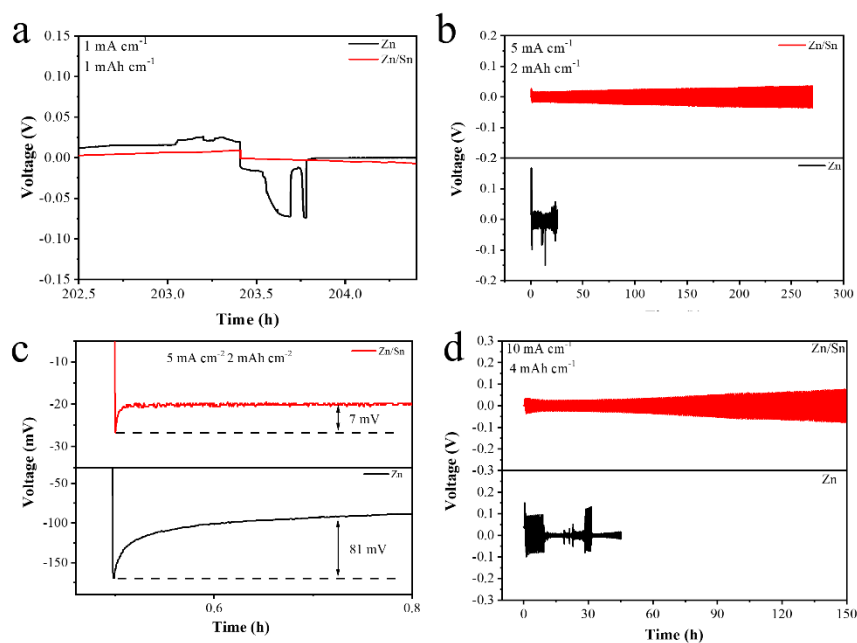 a
1 mA cm⁻¹
1 mAh cm⁻¹
Zn
Zn/Sn
0.15
0.10
0.05
0.00
-0.05
-0.10
-0.15
Voltage (V)
202.5
203.0
203.5
204.0
Time (h)
b
5 mA cm⁻¹
2 mAh cm⁻¹
Zn/Sn
0.1
0.0
-0.1
-0.2
Zn
0.1
0.0
-0.1
-0.2
Voltage (V)
0
50
100
150
200
250
300
c
5 mA cm⁻² 2 mAh cm⁻²
Zn/Sn
-10
-20
-30
7 mV
Zn
-50
-100
-150
81 mV
Voltage (mV)
0.6
0.8
Time (h)
d
10 mA cm⁻¹
4 mAh cm⁻¹
Zn/Sn
0.3
0.2
0.1
0.0
-0.1
-0.2
-0.3
Zn
0.2
0.1
0.0
-0.1
-0.2
-0.3
Voltage (V)
0
30
60
90
120
150
Time (h)